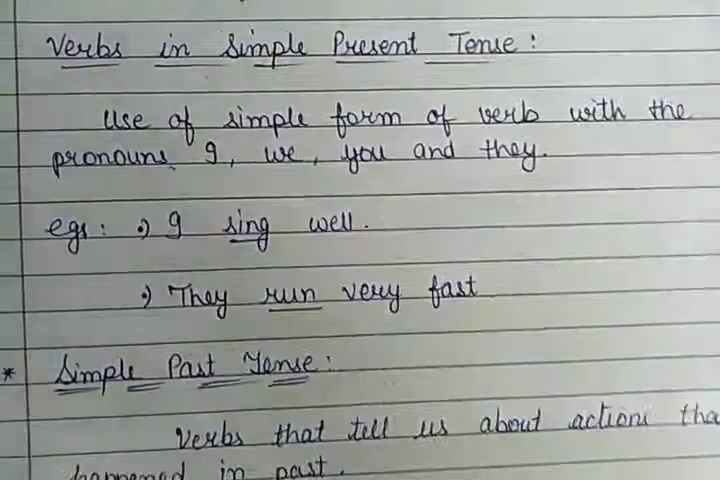 Verbs in Simple Present Tense :
Use of simple form of verb with the
pronouns I, we, you and they.
egs : •) I sing well.
•) They run very fast
* Simple Past Tense :
Verbs that tell us about actions tha
happened in past.